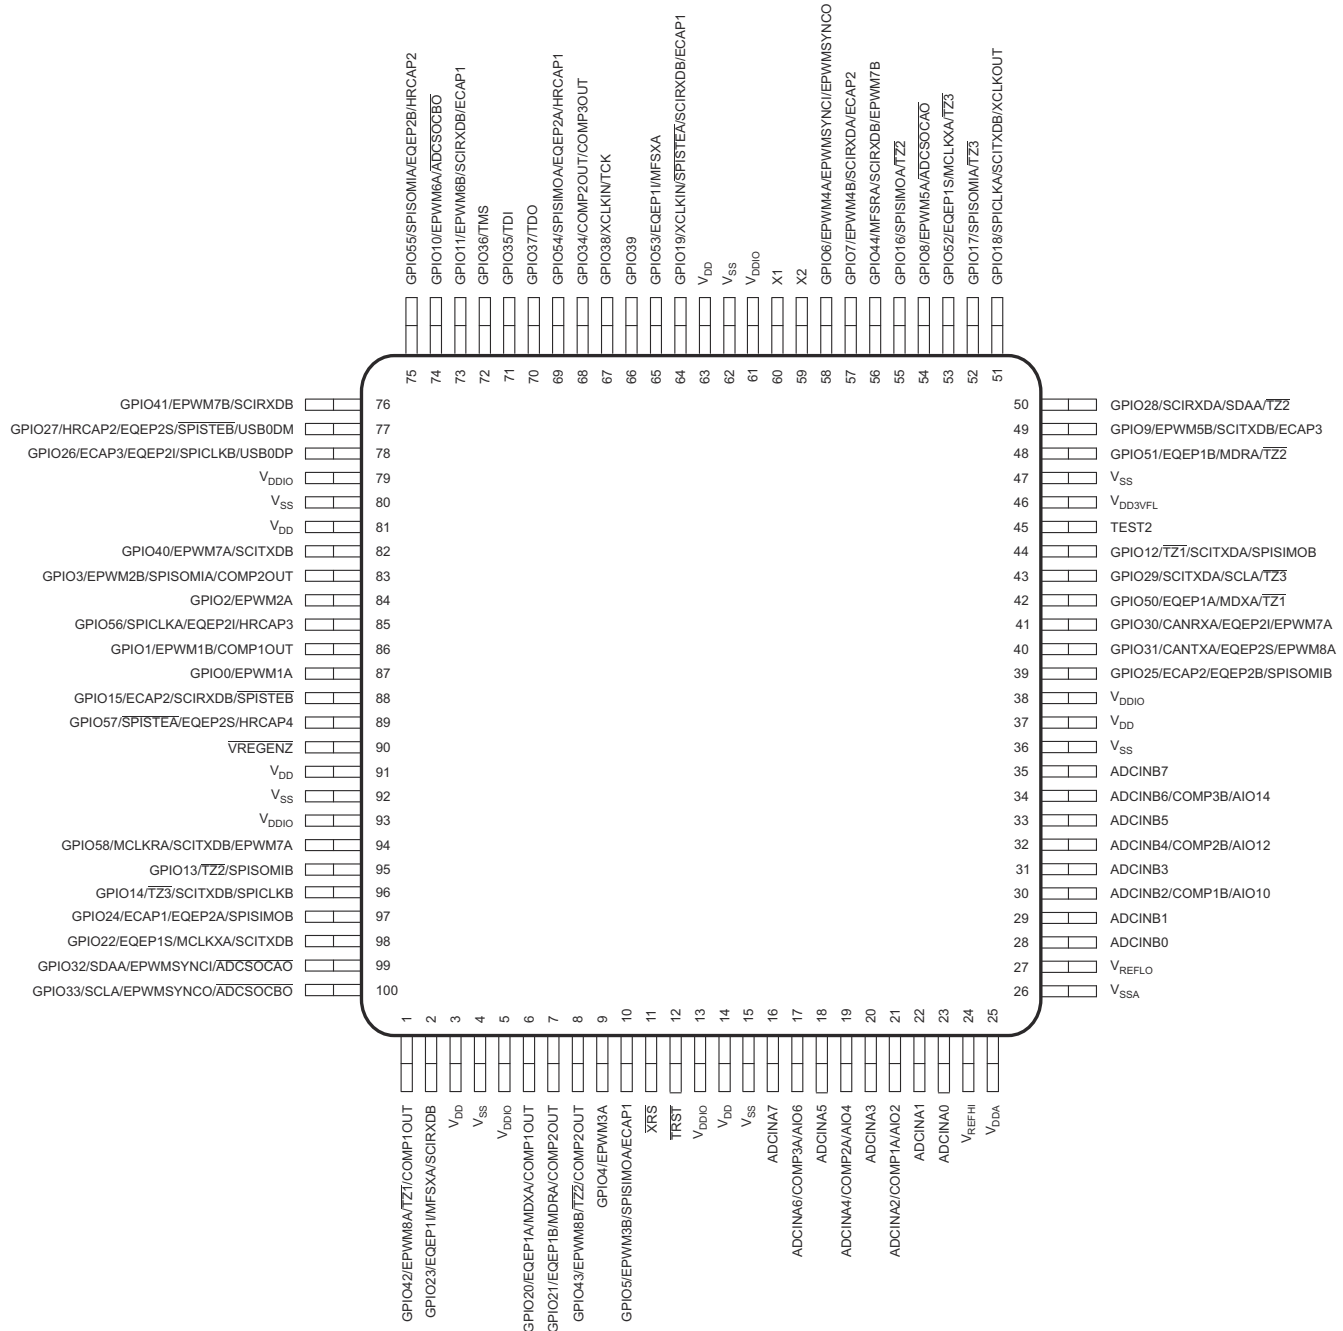 GPIO55/SPISOMIA/EQEP2B/HRCAP2
GPIO10/EPWM6A/ADCSOCBO
GPIO11/EPWM6B/SCIRXDB/ECAP1
GPIO36/TMS
GPIO35/TDI
GPIO37/TDO
GPIO54/SPISIMOA/EQEP2A/HRCAP1
GPIO34/COMP2OUT/COMP3OUT
GPIO38/XCLKIN/TCK
GPIO39
GPIO53/EQEP1I/MFSXA
GPIO19/XCLKIN/SPISTEA/SCIRXDB/ECAP1
VDD
VSS
VDDIO
X1
X2
GPIO6/EPWM4A/EPWMSYNCI/EPWMSYNCO
GPIO7/EPWM4B/SCIRXDA/ECAP2
GPIO44/MFSRA/SCIRXDB/EPWM7B
GPIO16/SPISIMOA/TZ2
GPIO8/EPWM5A/ADCSOCAO
GPIO52/EQEP1S/MCLKXA/TZ3
GPIO17/SPISOMIA/TZ3
GPIO18/SPICLKA/SCITXDB/XCLKOUT
75
74
73
72
71
70
69
68
67
66
65
64
63
62
61
60
59
58
57
56
55
54
53
52
51
GPIO41/EPWM7B/SCIRXDB 76
GPIO27/HRCAP2/EQEP2S/SPISTEB/USB0DM 77
GPIO26/ECAP3/EQEP2I/SPICLKB/USB0DP 78
VDDIO 79
VSS 80
VDD 81
GPIO40/EPWM7A/SCITXDB 82
GPIO3/EPWM2B/SPISOMIA/COMP2OUT 83
GPIO2/EPWM2A 84
GPIO56/SPICLKA/EQEP2I/HRCAP3 85
GPIO1/EPWM1B/COMP1OUT 86
GPIO0/EPWM1A 87
GPIO15/ECAP2/SCIRXDB/SPISTEB 88
GPIO57/SPISTEA/EQEP2S/HRCAP4 89
VREGENZ 90
VDD 91
VSS 92
VDDIO 93
GPIO58/MCLKRA/SCITXDB/EPWM7A 94
GPIO13/TZ2/SPISOMIB 95
GPIO14/TZ3/SCITXDB/SPICLKB 96
GPIO24/ECAP1/EQEP2A/SPISIMOB 97
GPIO22/EQEP1S/MCLKXA/SCITXDB 98
GPIO32/SDAA/EPWMSYNCI/ADCSOCAO 99
GPIO33/SCLA/EPWMSYNCO/ADCSOCBO 100
50 GPIO28/SCIRXDA/SDAA/TZ2
49 GPIO9/EPWM5B/SCITXDB/ECAP3
48 GPIO51/EQEP1B/MDRA/TZ2
47 VSS
46 VDD3VFL
45 TEST2
44 GPIO12/TZ1/SCITXDA/SPISIMOB
43 GPIO29/SCITXDA/SCLA/TZ3
42 GPIO50/EQEP1A/MDXA/TZ1
41 GPIO30/CANRXA/EQEP2I/EPWM7A
40 GPIO31/CANTXA/EQEP2S/EPWM8A
39 GPIO25/ECAP2/EQEP2B/SPISOMIB
38 VDDIO
37 VDD
36 VSS
35 ADCINB7
34 ADCINB6/COMP3B/AIO14
33 ADCINB5
32 ADCINB4/COMP2B/AIO12
31 ADCINB3
30 ADCINB2/COMP1B/AIO10
29 ADCINB1
28 ADCINB0
27 VREFLO
26 VSSA
1
2
3
4
5
6
7
8
9
10
11
12
13
14
15
16
17
18
19
20
21
22
23
24
25
GPIO42/EPWM8A/TZ1/COMP1OUT
GPIO23/EQEP1I/MFSXA/SCIRXDB
VDD
VSS
VDDIO
GPIO20/EQEP1A/MDXA/COMP1OUT
GPIO21/EQEP1B/MDRA/COMP2OUT
GPIO43/EPWM8B/TZ2/COMP2OUT
GPIO4/EPWM3A
GPIO5/EPWM3B/SPISIMOA/ECAP1
XRS
TRST
VDDIO
VDD
VSS
ADCINA7
ADCINA6/COMP3A/AIO6
ADCINA5
ADCINA4/COMP2A/AIO4
ADCINA3
ADCINA2/COMP1A/AIO2
ADCINA1
ADCINA0
VREFHI
VDDA